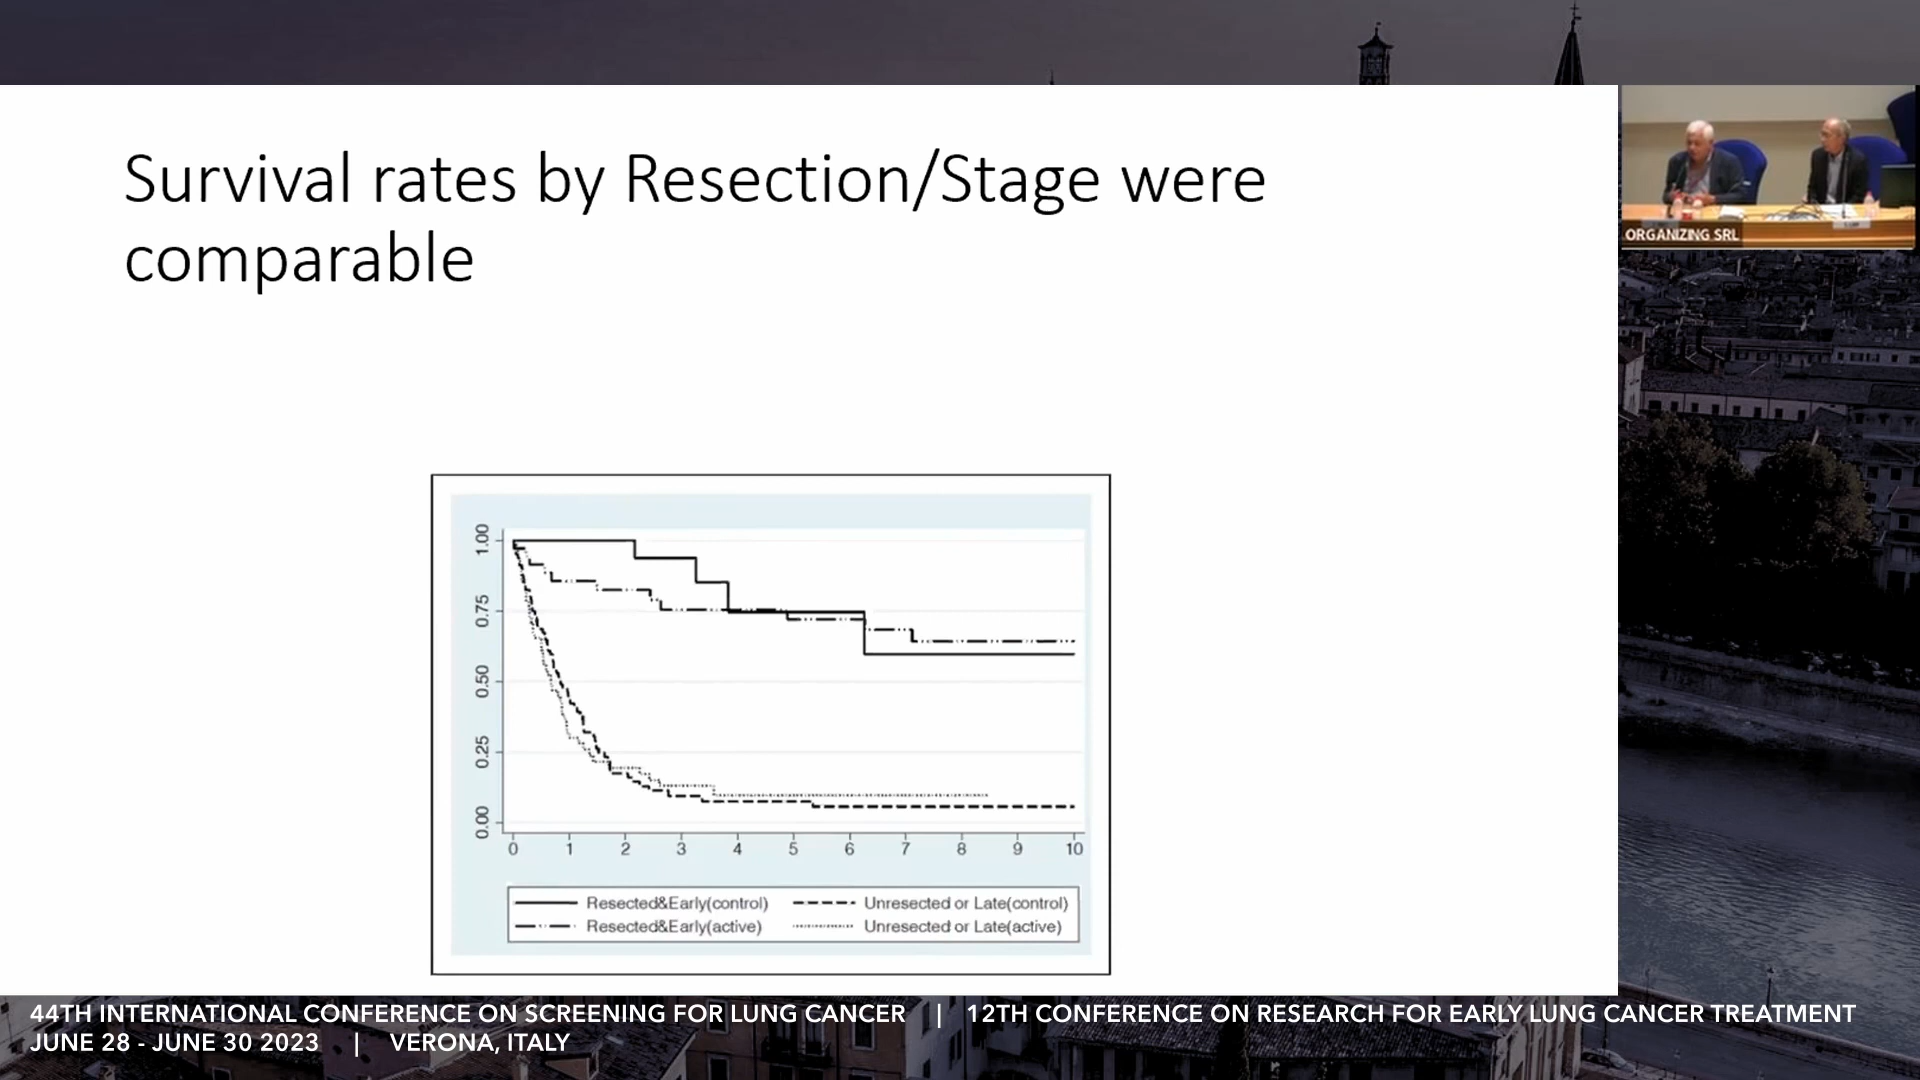 Survival rates by Resection/Stage were
comparable
ORGANIZING SRL
1.00
0.75
0.50
0.25
0.00
0 1 2 3 4 5 6 7 8 9 10
Resected&Early(control) Unresected or Late(control)
Resected&Early(active) Unresected or Late(active)
44TH INTERNATIONAL CONFERENCE ON SCREENING FOR LUNG CANCER | 12TH CONFERENCE ON RESEARCH FOR EARLY LUNG CANCER TREATMENT
JUNE 28 - JUNE 30 2023 | VERONA, ITALY